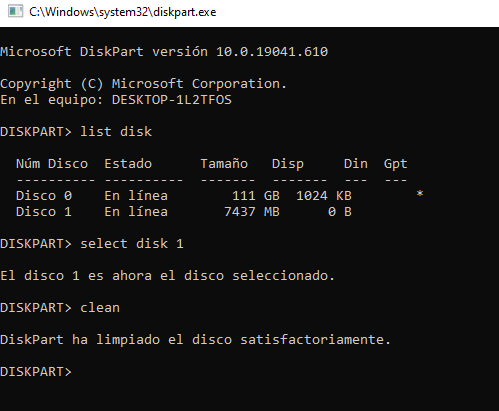 C:\Windows\system32\diskpart.exe
Microsoft DiskPart versión 10.0.19041.610
Copyright (C) Microsoft Corporation.
En el equipo: DESKTOP-1L2TFOS
DISKPART> list disk
Núm Disco  Estado      Tamaño   Disp     Din  Gpt
---------- ----------  -------  -------  ---  ---
Disco 0    En línea        111 GB  1024 KB        *
Disco 1    En línea       7437 MB      0 B
DISKPART> select disk 1
El disco 1 es ahora el disco seleccionado.
DISKPART> clean
DiskPart ha limpiado el disco satisfactoriamente.
DISKPART>